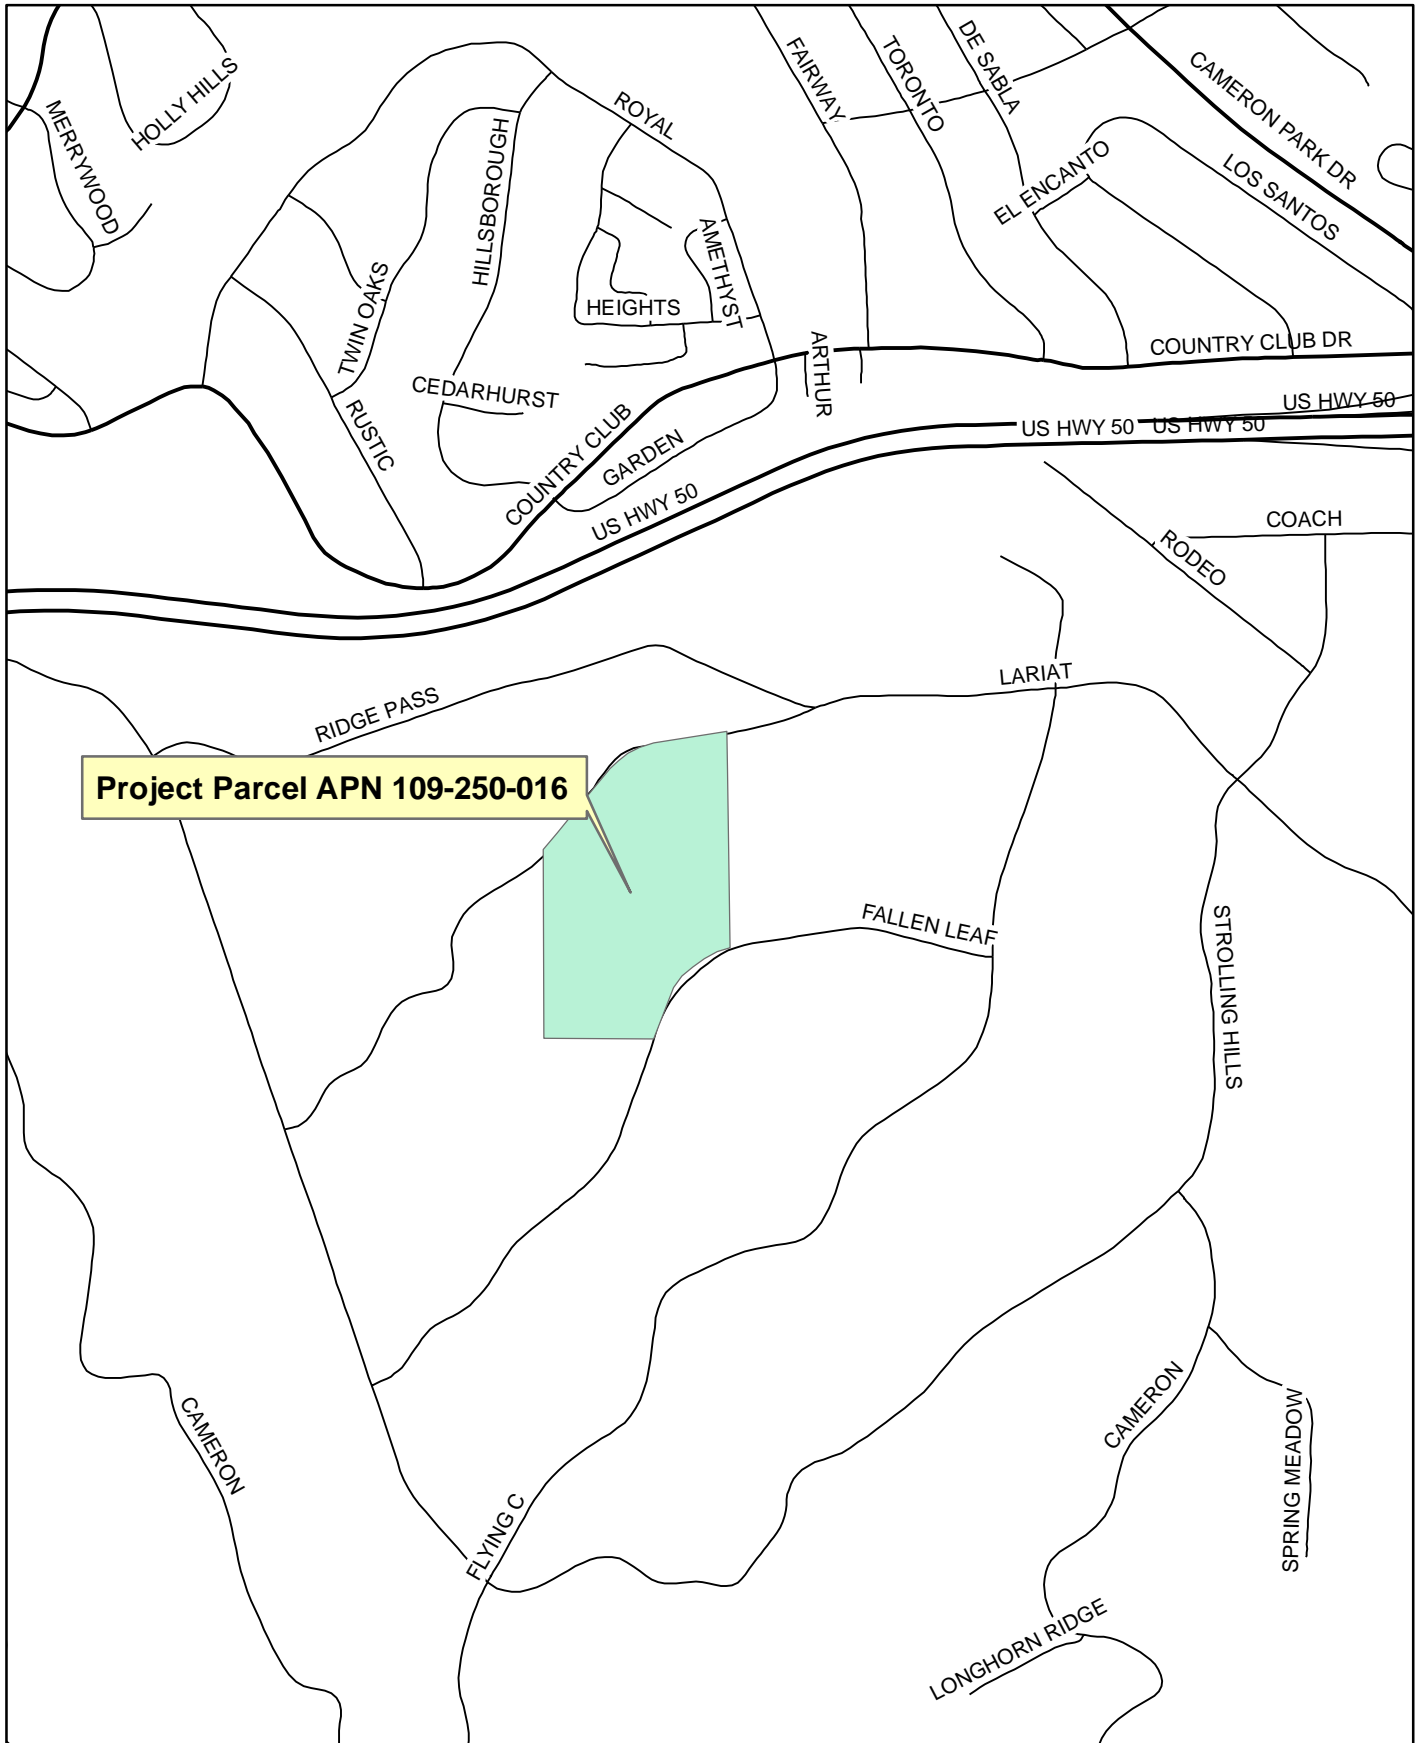 FAIRWAY
TORONTO
DE SABLA
CAMERON PARK DR
HOLLY HILLS
MERRYWOOD
ROYAL
HILLSBOROUGH
EL ENCANTO
LOS SANTOS
AMETHYST
TWIN OAKS
HEIGHTS
ARTHUR
COUNTRY CLUB DR
CEDARHURST
RUSTIC
COUNTRY CLUB
GARDEN
US HWY 50
US HWY 50
US HWY 50
US HWY 50
COACH
RODEO
LARIAT
RIDGE PASS
Project Parcel APN 109-250-016
FALLEN LEAF
STROLLING HILLS
CAMERON
CAMERON
SPRING MEADOW
FLYING C
LONGHORN RIDGE